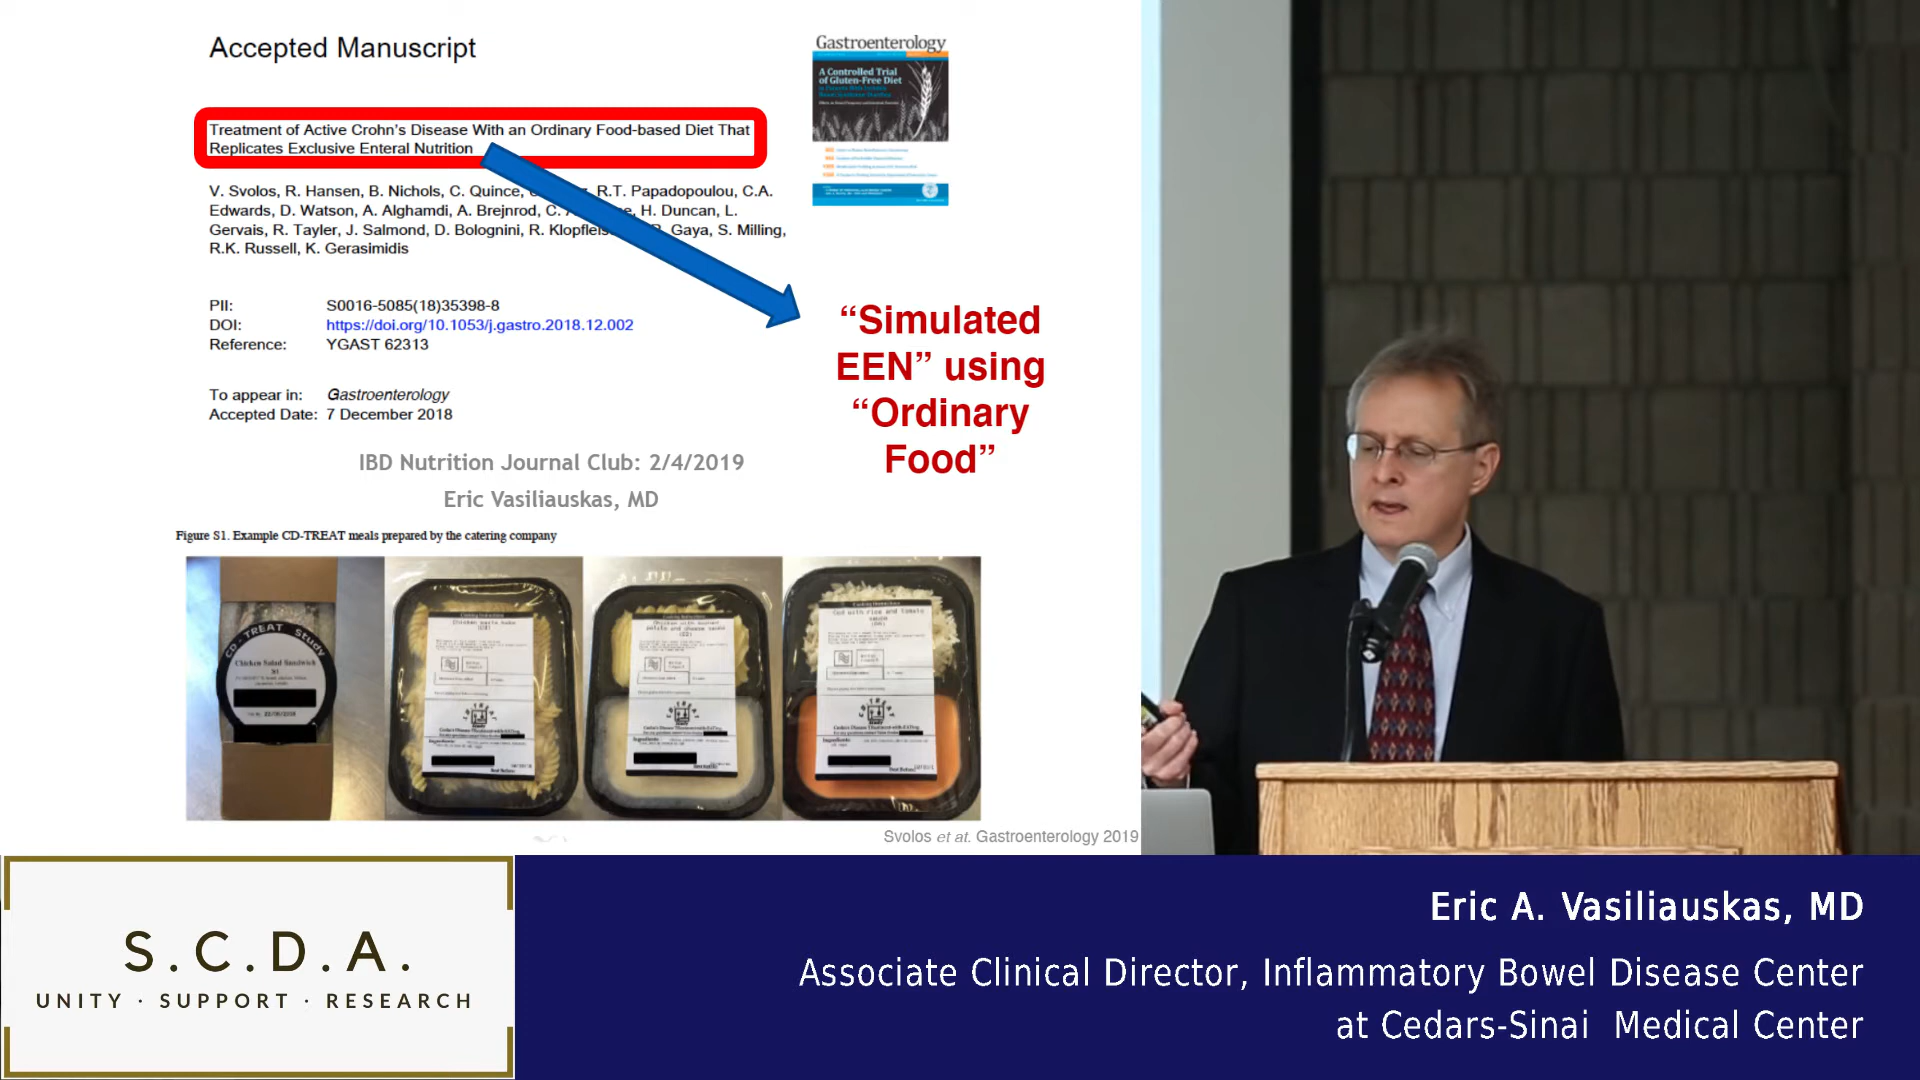 Accepted Manuscript
Gastroenterology
A Controlled Trial
of Gluten-Free Diet
Treatment of Active Crohn's Disease With an Ordinary Food-based Diet That
Replicates Exclusive Enteral Nutrition
V. Svolos, R. Hansen, B. Nichols, C. Quince, R.T. Papadopoulou, C.A.
Edwards, D. Watson, A. Alghamdi, A. Brejnrod, C. H. Duncan, L.
Gervais, R. Tayler, J. Salmond, D. Bolognini, R. Klopfleis Gaya, S. Milling,
R.K. Russell, K. Gerasimidis
PII: S0016-5085(18)35398-8
DOI: https://doi.org/10.1053/j.gastro.2018.12.002
Reference: YGAST 62313
To appear in: Gastroenterology
Accepted Date: 7 December 2018
“Simulated
EEN” using
“Ordinary
Food”
IBD Nutrition Journal Club: 2/4/2019
Eric Vasiliauskas, MD
Figure S1. Example CD-TREAT meals prepared by the catering company
CD-TREAT Study
Chicken Salad Sandwich
Svolos et at. Gastroenterology 2019
S.C.D.A.
UNITY · SUPPORT · RESEARCH
Eric A. Vasiliauskas, MD
Associate Clinical Director, Inflammatory Bowel Disease Center
at Cedars-Sinai Medical Center